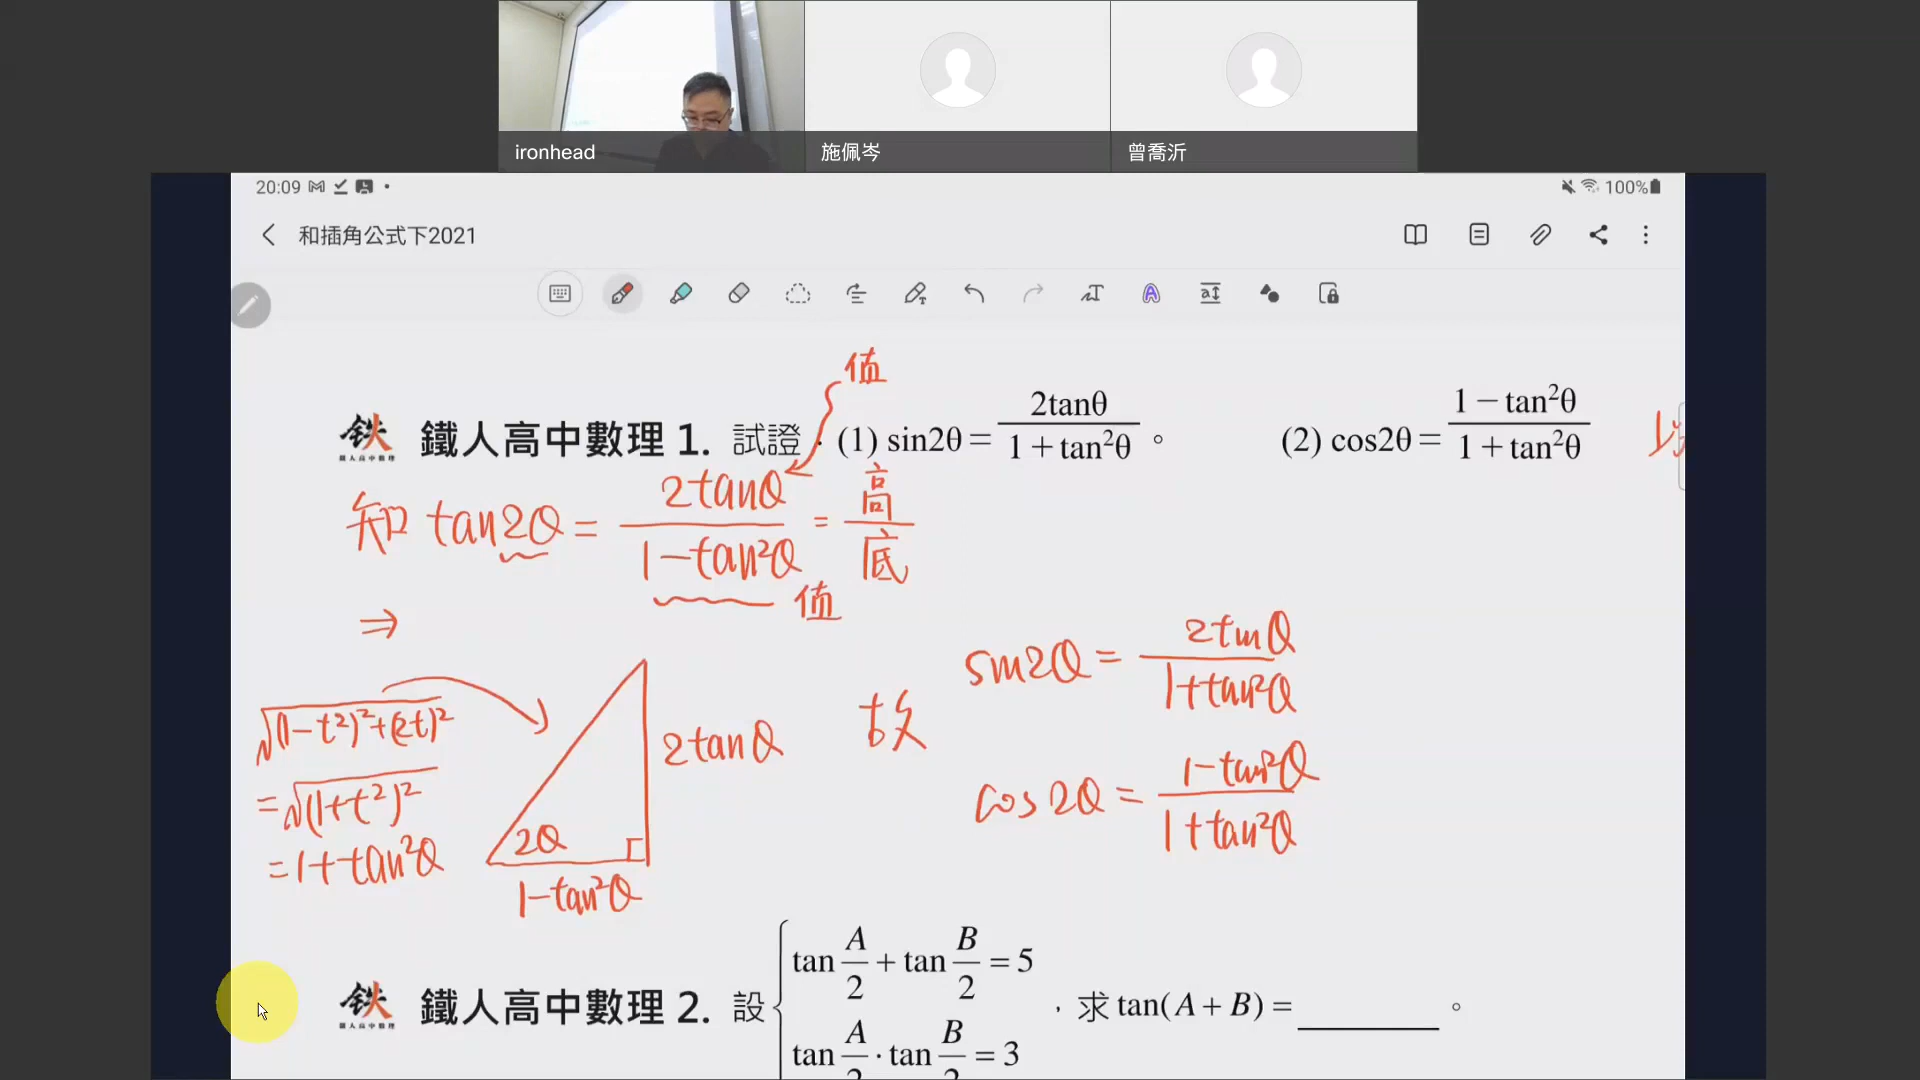 ironhead
施佩岑
曾喬沂
20:09
100%
和插角公式下2021
值
鐵人高中數理 1. 試證 (1) sin2θ = 2tanθ / 1+tan²θ 。 (2) cos2θ = 1−tan²θ / 1+tan²θ
知 tan2θ = 2tanθ / 1−tan²θ = 高 / 底
值
⇒
sin2θ = 2tanθ / 1+tan²θ
√(1−t²)²+(2t)²
2tanθ
故
=√(1+t²)²
cos2θ = 1−tan²θ / 1+tan²θ
2θ
=1+tan²θ
1−tan²θ
鐵人高中數理 2. 設 { tan A/2 + tan B/2 = 5
tan A/2 · tan B/2 = 3
，求 tan(A+B) = ______ 。